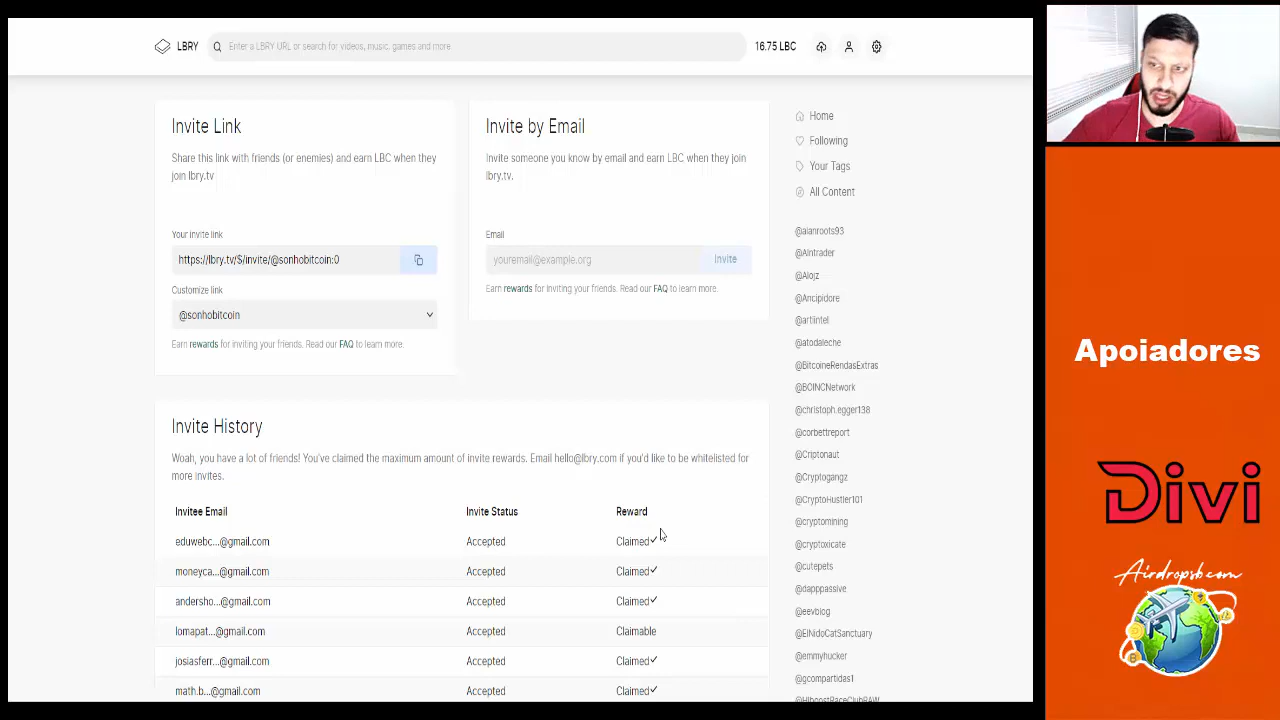 LBRY
Enter a LBRY URL or search for videos, music, games and more
16.75 LBC
Invite Link
Share this link with friends (or enemies) and earn LBC when they
join lbry.tv
Your invite link
https://lbry.tv/$/invite/@sonhobitcoin:0
Customize link
@sonhobitcoin
Earn rewards for inviting your friends. Read our FAQ to learn more.
Invite by Email
Invite someone you know by email and earn LBC when they join
lbry.tv.
Email
youremail@example.org
Invite
Earn rewards for inviting your friends. Read our FAQ to learn more.
Invite History
Woah, you have a lot of friends! You've claimed the maximum amount of invite rewards. Email hello@lbry.com if you'd like to be whitelisted for
more invites.
Invitee Email Invite Status Reward
eduwebc...@gmail.com Accepted Claimed✓
moneyca...@gmail.com Accepted Claimed✓
andersho...@gmail.com Accepted Claimed✓
lomapat...@gmail.com Accepted Claimable
josiasferr...@gmail.com Accepted Claimed✓
math.b...@gmail.com Accepted Claimed✓
Home
Following
Your Tags
All Content
@alanroots93
@AIntrader
@Alojz
@Ancipidore
@artlintel
@atodaleche
@BitcoineRendasExtras
@BOINCNetwork
@christoph.egger138
@corbettreport
@Criptonaut
@Cryptogangz
@CryptoHustler101
@cryptomining
@cryptoxicate
@cutepets
@dapppassive
@eevblog
@ElNidoCatSanctuary
@emmyhucker
@gcompartidas1
@HlboostRaceClubRAW
Apoiadores
Divi
Airdropsb.com